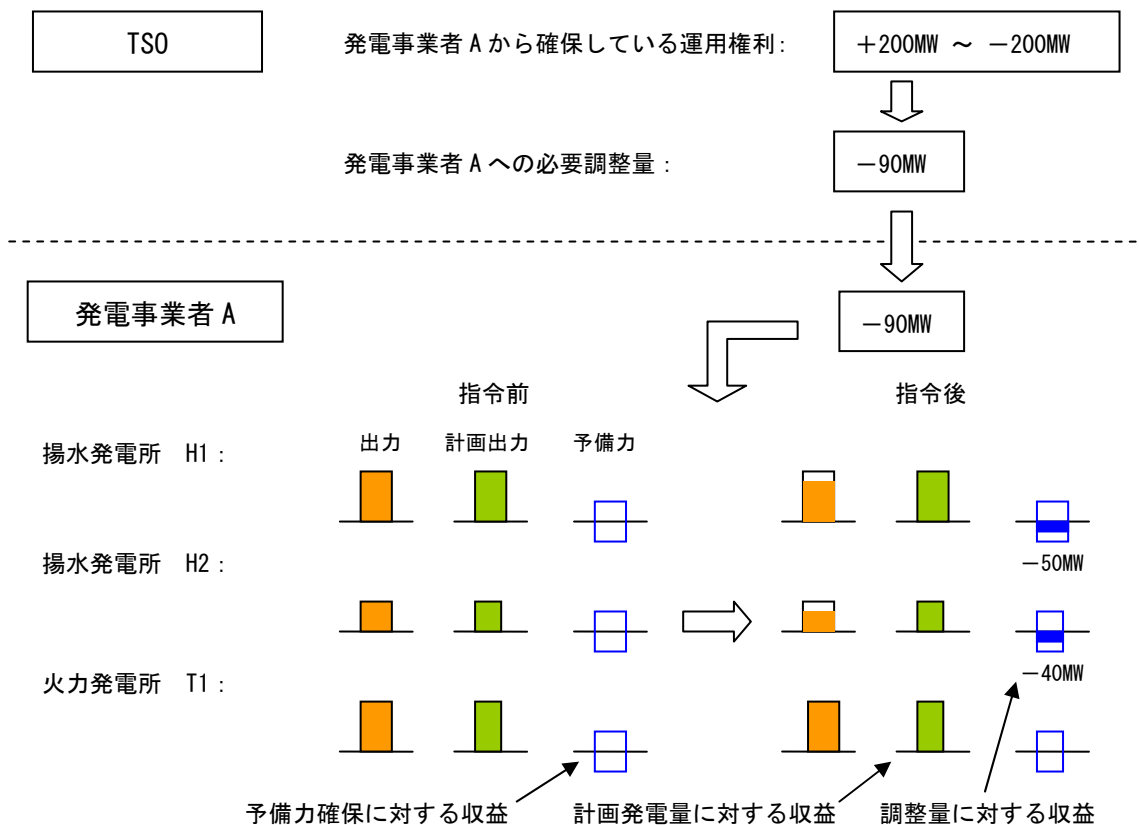 TSO
発電事業者 A から確保している運用権利:
+200MW ～ -200MW
発電事業者 A への必要調整量:
-90MW
発電事業者 A
-90MW
指令前
指令後
出力
計画出力
予備力
揚水発電所 H1:
-50MW
揚水発電所 H2:
-40MW
火力発電所 T1:
予備力確保に対する収益
計画発電量に対する収益
調整量に対する収益